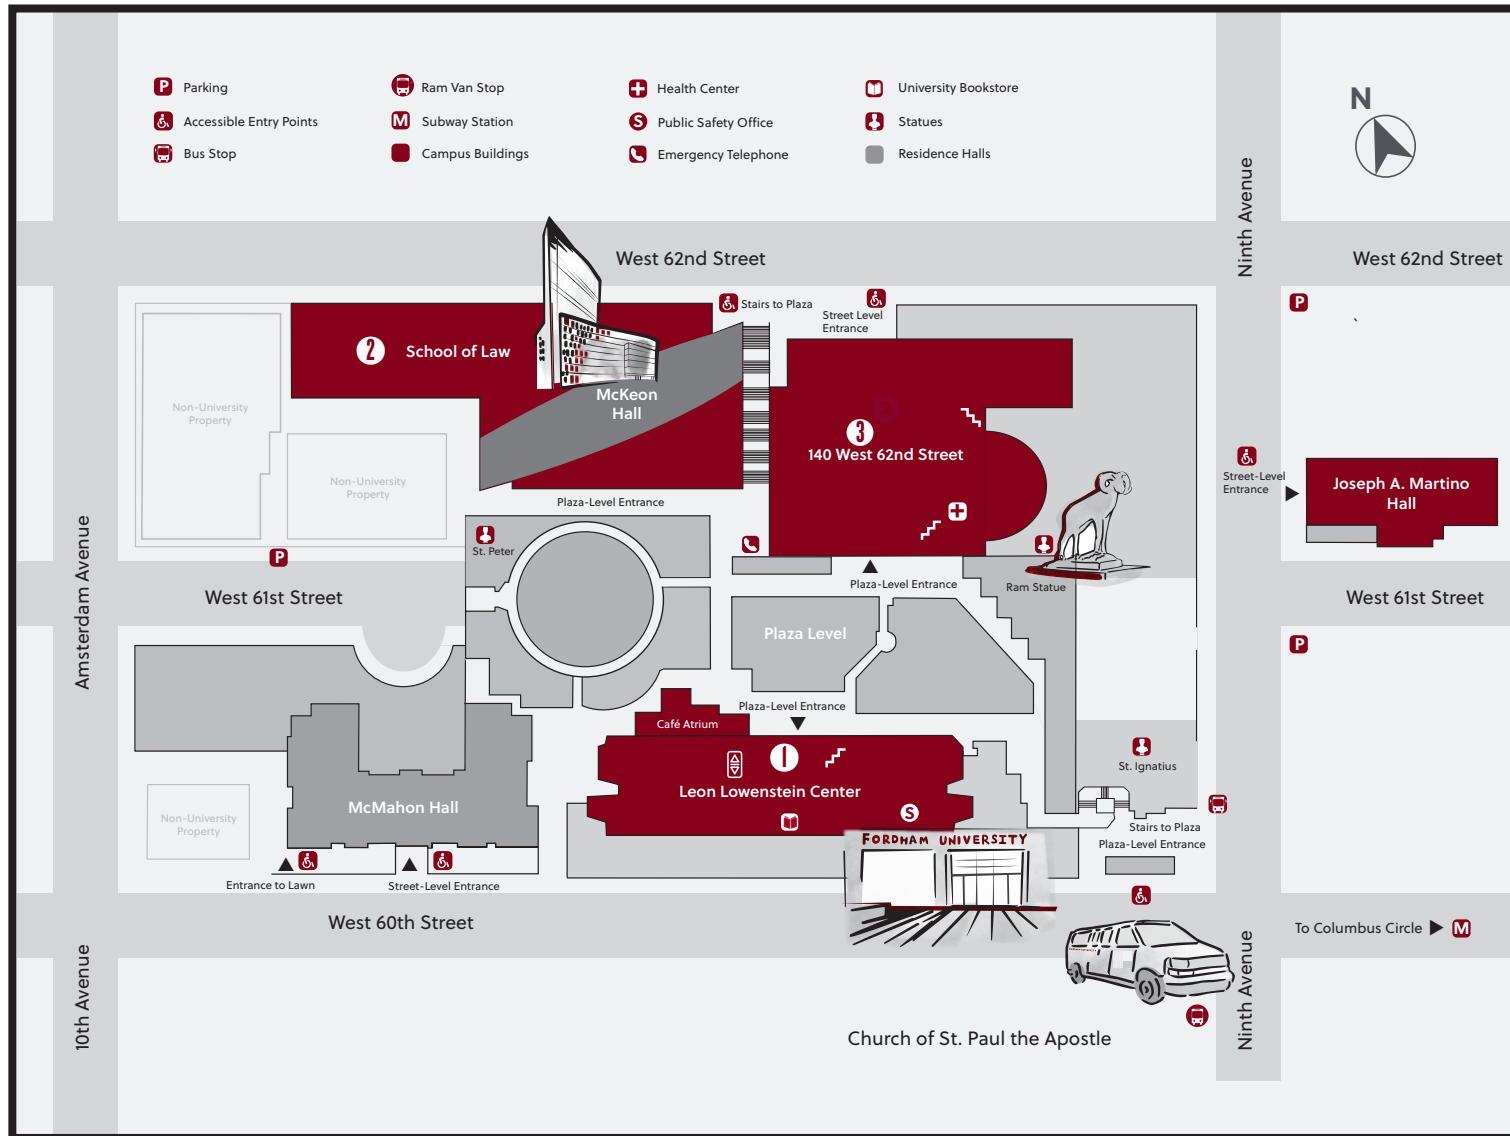 P Parking
Ram Van Stop
Health Center
University Bookstore
Accessible Entry Points
M Subway Station
S Public Safety Office
Statues
Bus Stop
Campus Buildings
Emergency Telephone
Residence Halls
N
Ninth Avenue
West 62nd Street
West 62nd Street
Stairs to Plaza
Street Level
Entrance
P
2 School of Law
McKeon
Hall
Non-University
Property
3
140 West 62nd Street
Non-University
Property
Street-Level
Entrance
Joseph A. Martino
Hall
Plaza-Level Entrance
St. Peter
P
Amsterdam Avenue
Plaza-Level Entrance
Ram Statue
West 61st Street
West 61st Street
Plaza Level
P
Plaza-Level Entrance
Café Atrium
1
Leon Lowenstein Center
S
St. Ignatius
McMahon Hall
Non-University
Property
Stairs to Plaza
Plaza-Level Entrance
FORDHAM UNIVERSITY
Entrance to Lawn
Street-Level Entrance
West 60th Street
To Columbus Circle M
10th Avenue
Ninth Avenue
Church of St. Paul the Apostle